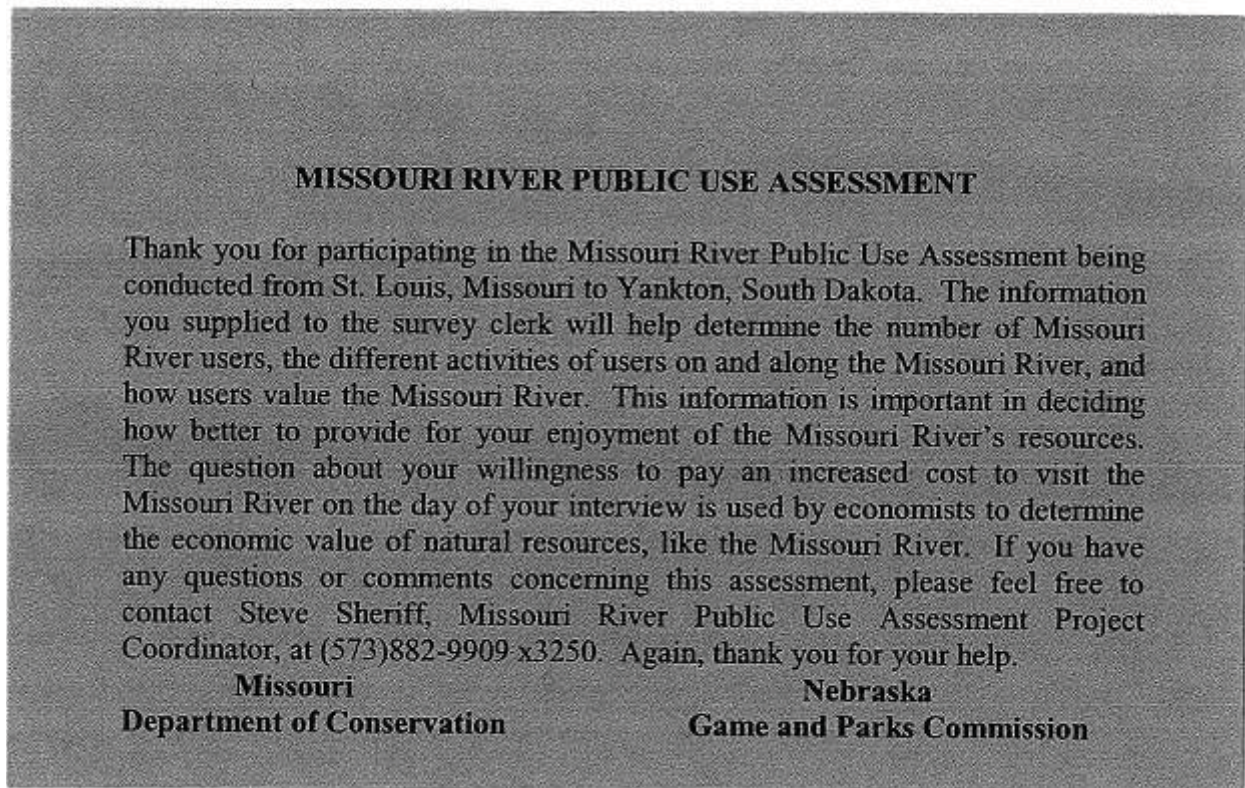 MISSOURI RIVER PUBLIC USE ASSESSMENT
Thank you for participating in the Missouri River Public Use Assessment being
conducted from St. Louis, Missouri to Yankton, South Dakota. The information
you supplied to the survey clerk will help determine the number of Missouri
River users, the different activities of users on and along the Missouri River, and
how users value the Missouri River. This information is important in deciding
how better to provide for your enjoyment of the Missouri River's resources.
The question about your willingness to pay an increased cost to visit the
Missouri River on the day of your interview is used by economists to determine
the economic value of natural resources, like the Missouri River. If you have
any questions or comments concerning this assessment, please feel free to
contact Steve Sheriff, Missouri River Public Use Assessment Project
Coordinator, at (573)882-9909 x3250. Again, thank you for your help.
Missouri Nebraska
Department of Conservation Game and Parks Commission